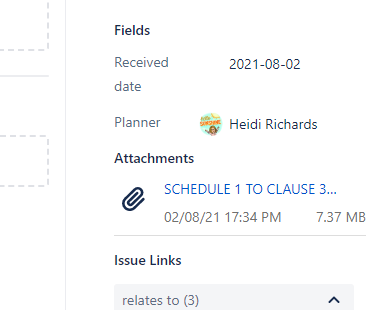 Fields
Received date 2021-08-02
Planner Heidi Richards
Attachments
SCHEDULE 1 TO CLAUSE 3...
02/08/21 17:34 PM 7.37 MB
Issue Links
relates to (3)